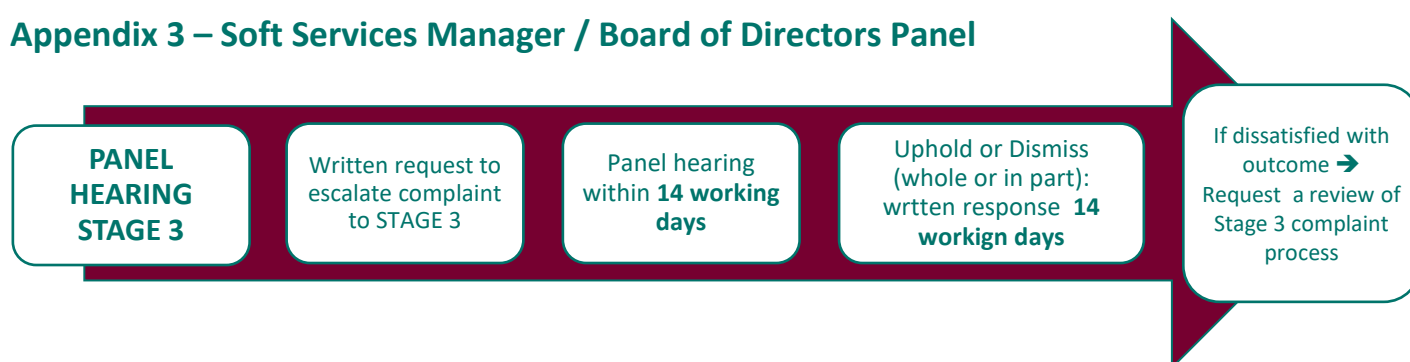 Appendix 3 – Soft Services Manager / Board of Directors Panel
PANEL
HEARING
STAGE 3
Written request to
escalate complaint
to STAGE 3
Panel hearing
within 14 working
days
Uphold or Dismiss
(whole or in part):
wrtten response 14
workign days
If dissatisfied with
outcome ➔
Request a review of
Stage 3 complaint
process